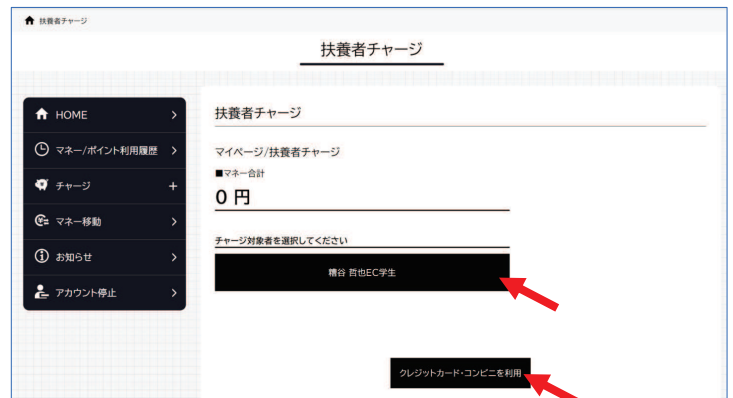 扶養者チャージ
扶養者チャージ
HOME
マネー/ポイント利用履歴
チャージ
マネー移動
お知らせ
アカウント停止
扶養者チャージ
マイページ/扶養者チャージ
■マネー合計
0 円
チャージ対象者を選択してください
糟谷 哲也EC学生
クレジットカード・コンビニを利用